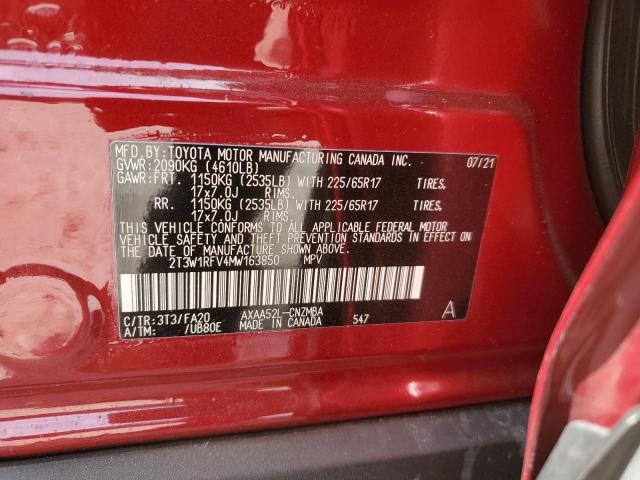 MFD.BY:TOYOTA MOTOR MANUFACTURING CANADA INC. 07/21
GVWR:2090KG (4610LB)
GAWR:FRT. 1150KG (2535LB) WITH 225/65R17 TIRES.
17x7.0J RIMS.
RR. 1150KG (2535LB) WITH 225/65R17 TIRES.
17x7.0J RIMS.
THIS VEHICLE CONFORMS TO ALL APPLICABLE FEDERAL MOTOR
VEHICLE SAFETY AND THEFT PREVENTION STANDARDS IN EFFECT ON
THE DATE OF MANUFACTURE SHOWN ABOVE.
2T3W1RFV4MW163850 MPV
C/TR:3T3/FA20 AXAA52L-CNZMBA A
A/TM: /UB80E MADE IN CANADA 547